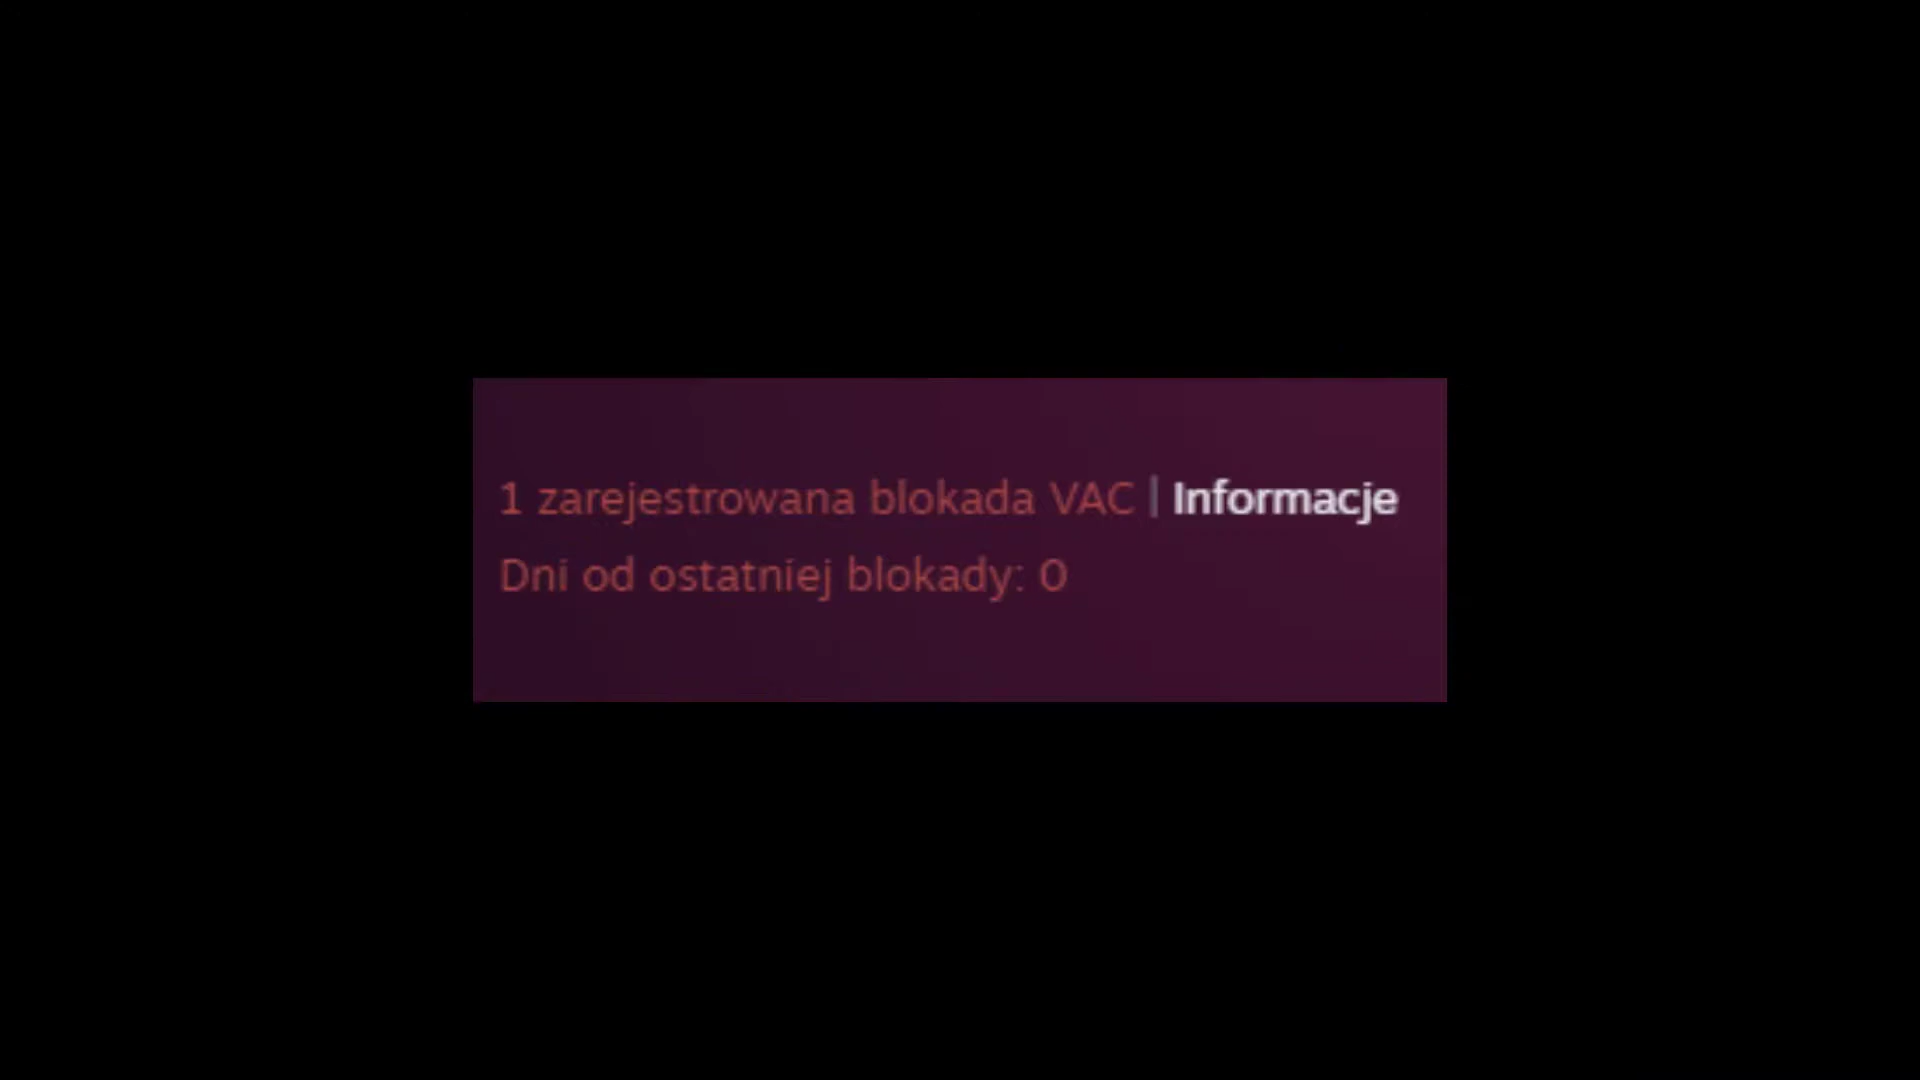 1 zarejestrowana blokada VAC | Informacje
Dni od ostatniej blokady: 0